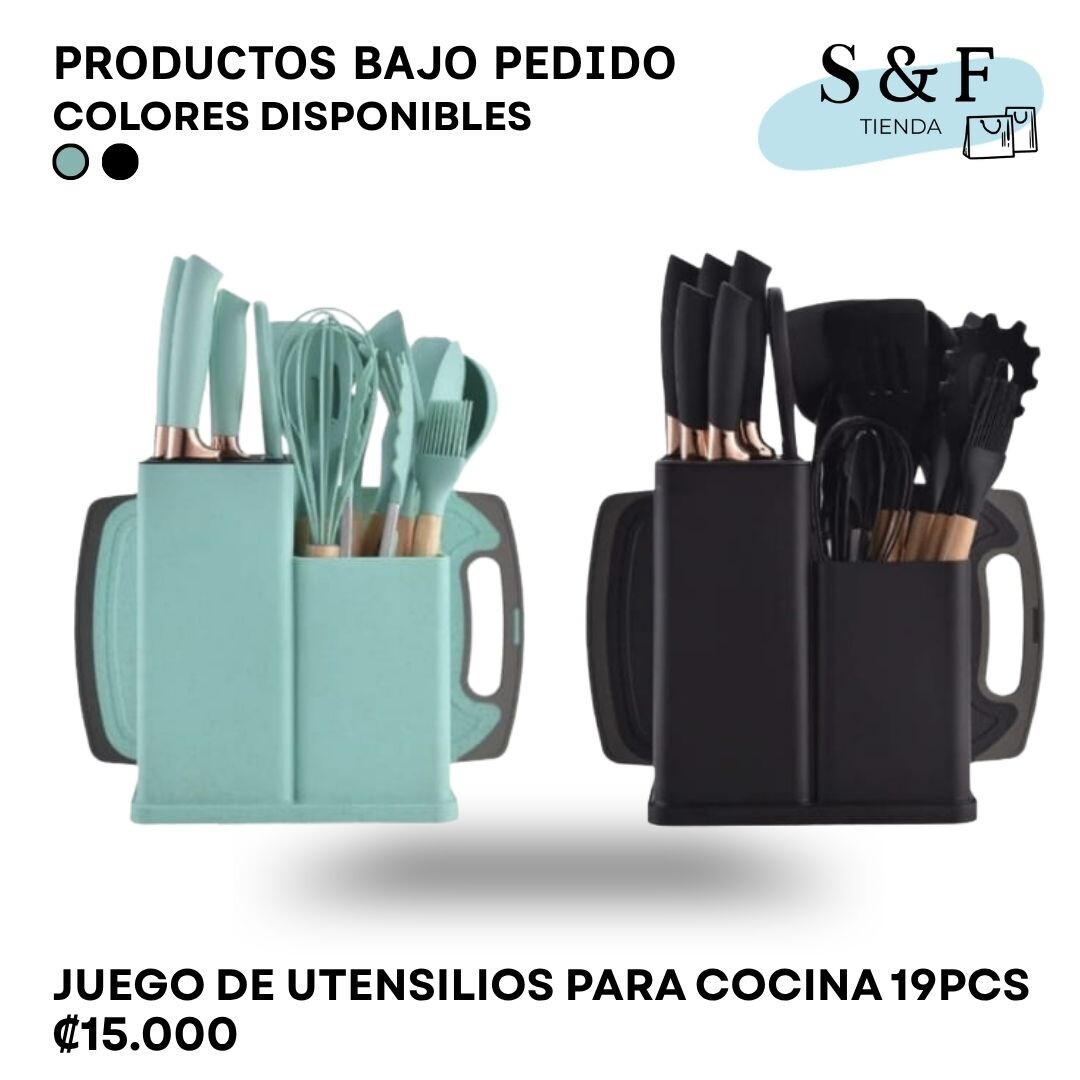 PRODUCTOS BAJO PEDIDO
COLORES DISPONIBLES
S & F
TIENDA
JUEGO DE UTENSILIOS PARA COCINA 19PCS
₡15.000